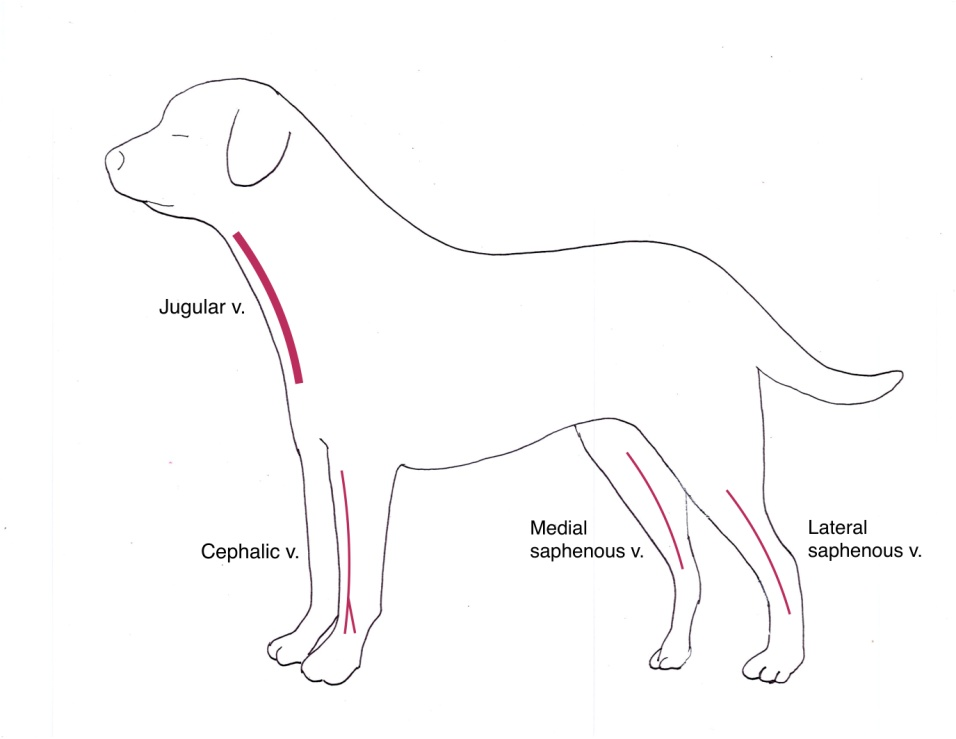 Jugular v.
Cephalic v.
Medial
saphenous v.
Lateral
saphenous v.